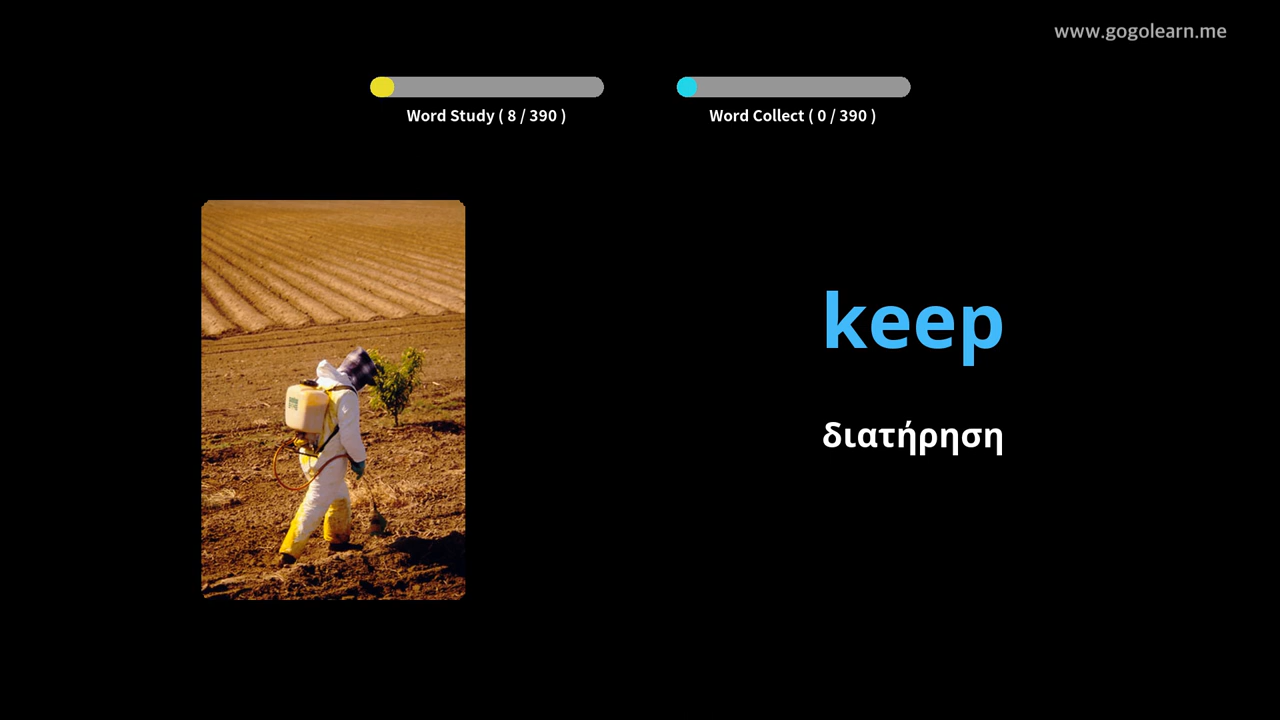 www.gogolearn.me
Word Study ( 8 / 390 )
Word Collect ( 0 / 390 )
keep
διατήρηση